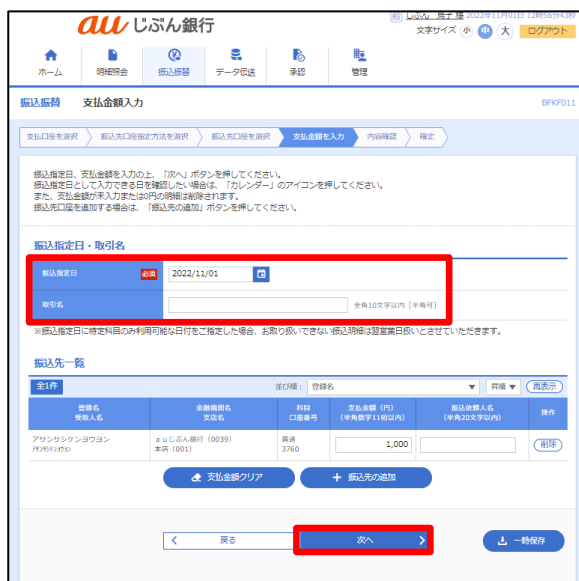 au じぶん銀行
じぶん 局子 様 2022年11月01日 12時56分43秒
文字サイズ 小 中 大 ログアウト
ホーム 明細照会 振込振替 データ伝送 承認 管理
振込振替 支払金額入力 BFKF011
支払口座を選択 振込先口座指定方法を選択 振込先口座を選択 支払金額を入力 内容確認 確定
振込指定日、支払金額を入力の上、「次へ」ボタンを押してください。
振込指定日として入力できる日を確認したい場合は、「カレンダー」のアイコンを押してください。
また、支払金額が未入力または0円の明細は削除されます。
振込先口座を追加する場合は、「振込先の追加」ボタンを押してください。
振込指定日・取引名
振込指定日 必須 2022/11/01
取引名 全角10文字以内 [半角可]
※振込指定日に特定科目のみ利用可能な日付をご指定した場合、お取り扱いできない振込明細は翌営業日扱いとさせていただきます。
振込先一覧
全1件 並び順： 登録名 昇順 再表示
登録名 金融機関名 科目 支払金額（円） 振込依頼人名 操作
受取人名 支店名 口座番号 (半角数字11桁以内) (半角20文字以内)
アサンサシケンヨウヨン auじぶん銀行 (0039) 普通 1,000 削除
ｱｻﾝｻｼｹﾝﾖｳﾖﾝ 本店 (001) 3760
支払金額クリア 振込先の追加
戻る 次へ 一時保存